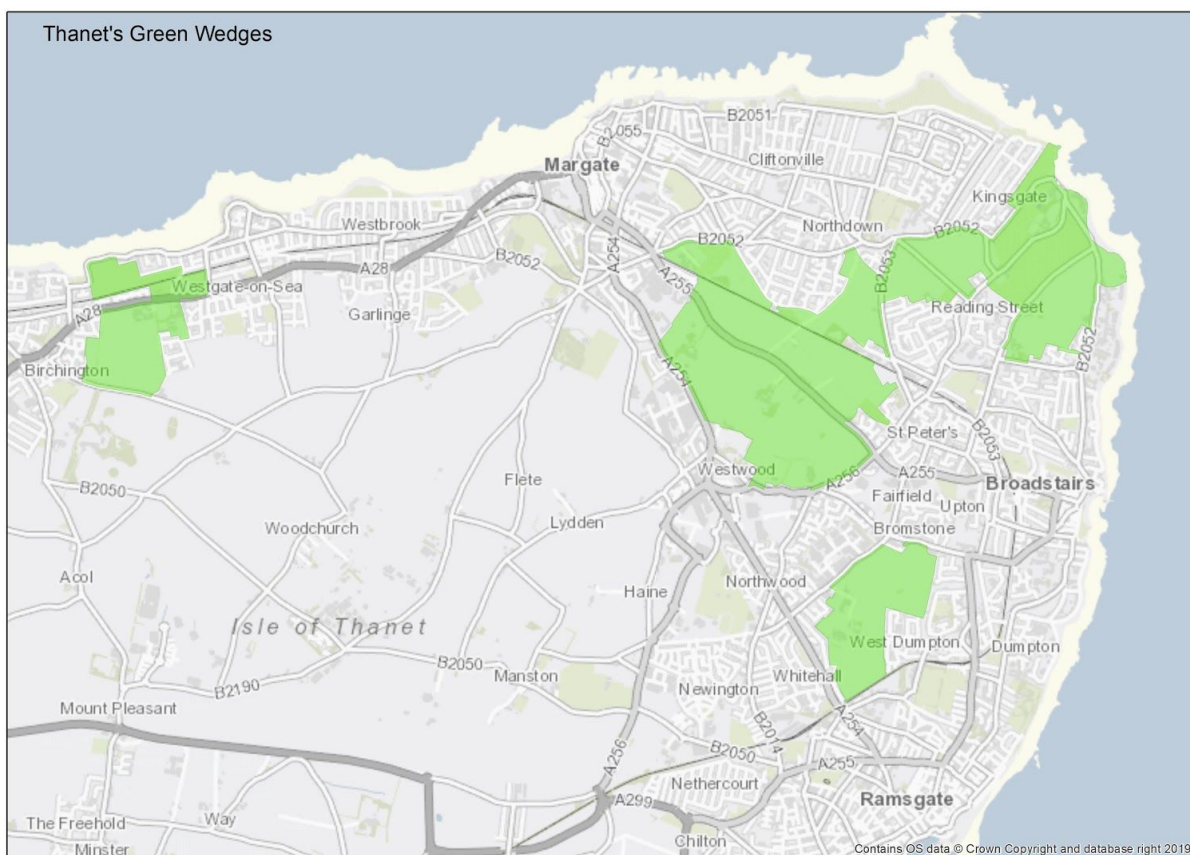 Thanet's Green Wedges
B2051
B2055
Cliftonville
Margate
Kingsgate
Westbrook
Northdown
B2052
B2052
A254
B2053
B2052
A28
A255
Westgate-on-Sea
Reading Street
A28
Garlinge
B2052
Birchington
A254
St Peter's
B2053
Westwood
A256
A255
Flete
Broadstairs
B2050
Fairfield
Upton
Woodchurch
Lydden
Bromstone
Acol
Northwood
Haine
Isle of Thanet
West Dumpton
Dumpton
B2050
Manston
Whitehall
B2190
Newington
Mount Pleasant
A254
B2014
B2050
A256
A255
Nethercourt
A299
Ramsgate
The Freehold
Way
Chilton
Minster
Contains OS data © Crown Copyright and database right 2019